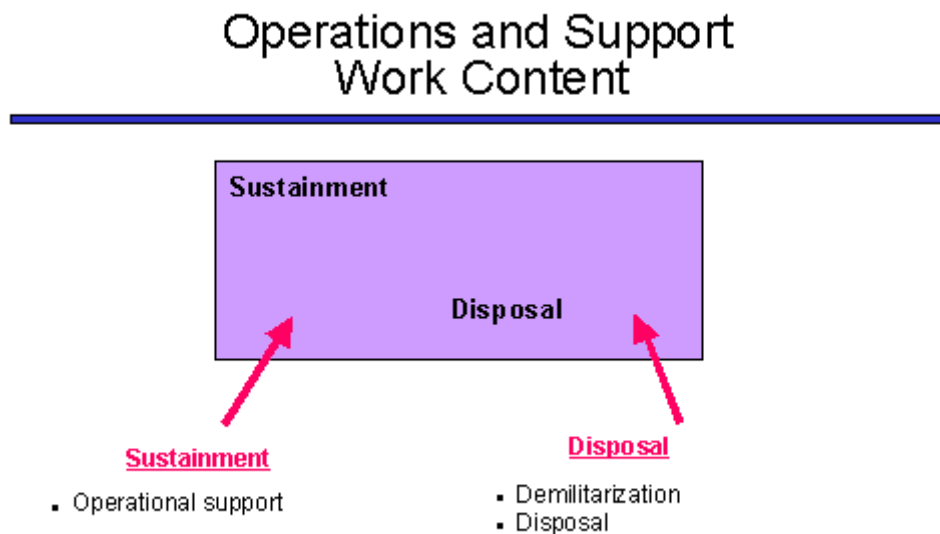 Operations and Support
Work Content
Sustainment
Disposal
Sustainment
▪ Operational support
Disposal
▪ Demilitarization
▪ Disposal